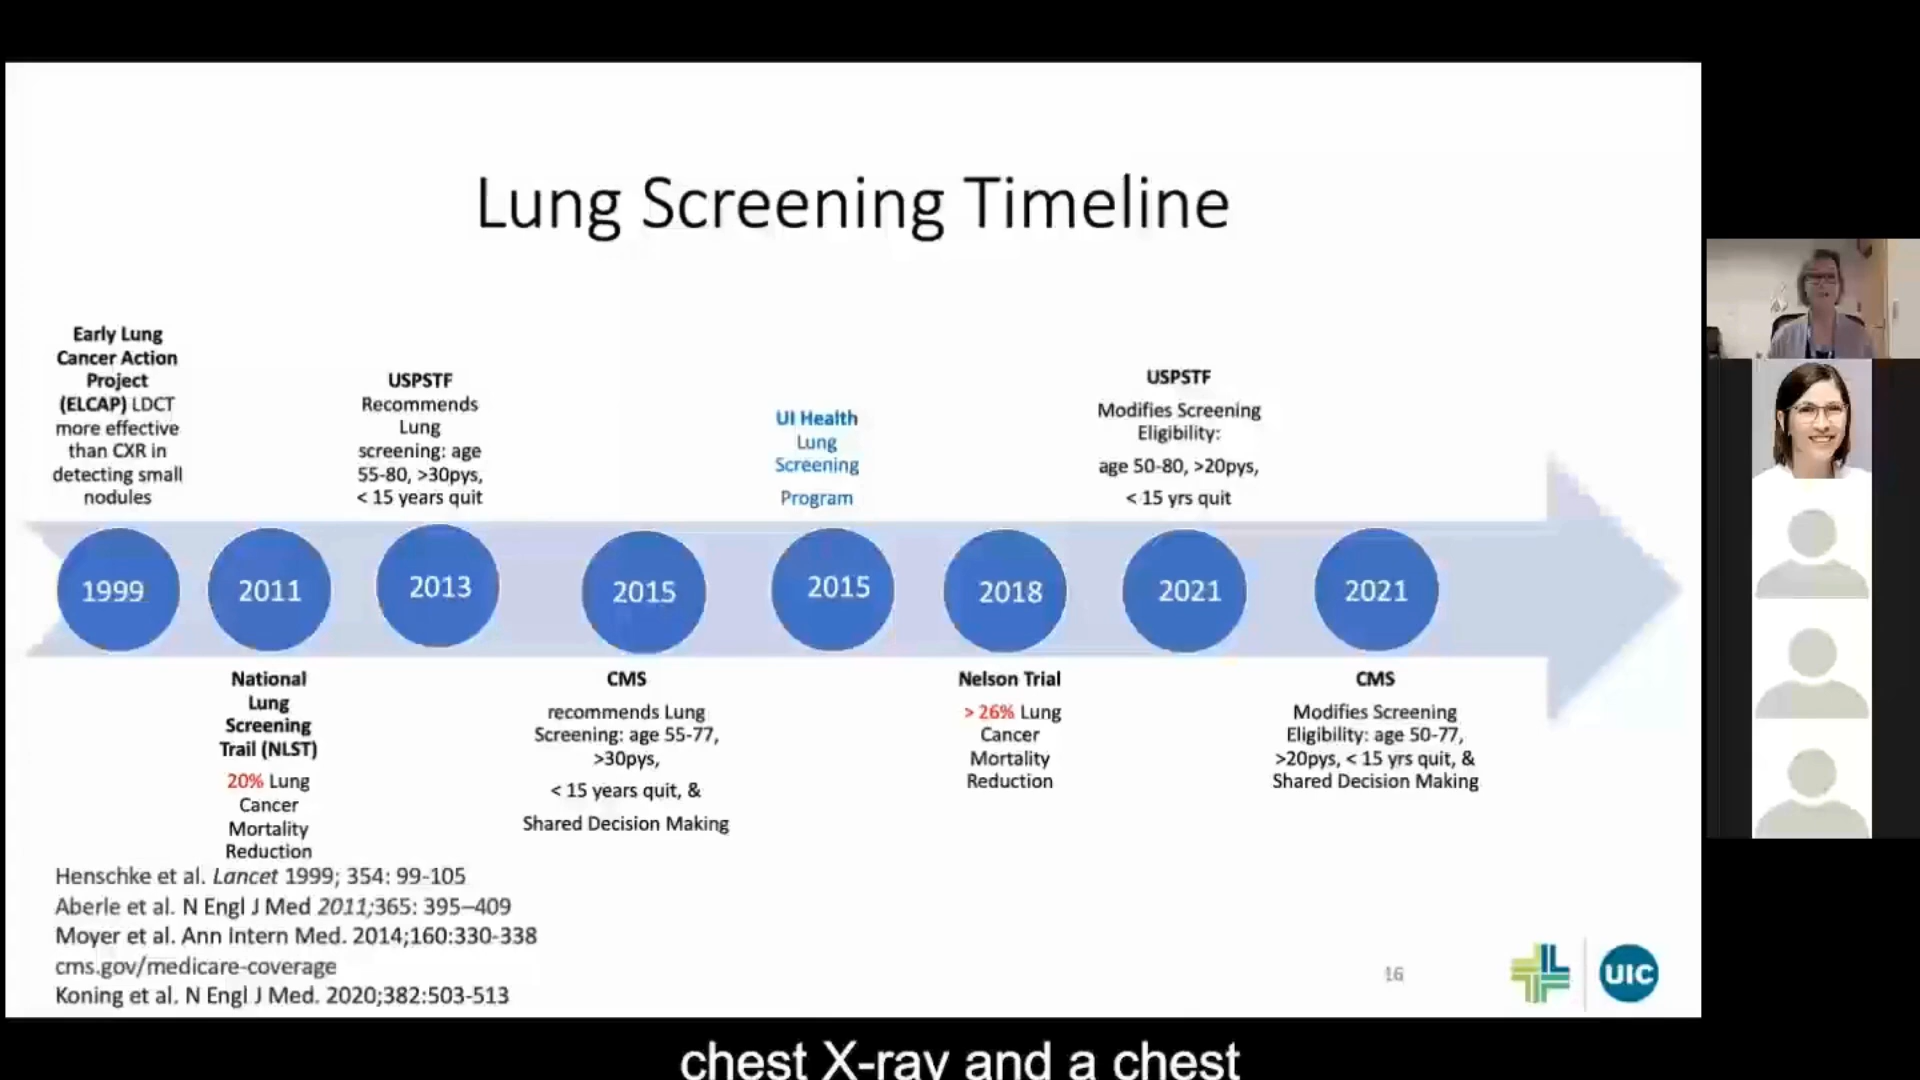 Lung Screening Timeline
Early Lung
Cancer Action
Project
(ELCAP) LDCT
more effective
than CXR in
detecting small
nodules
USPSTF
Recommends
Lung
screening: age
55-80, >30pys,
< 15 years quit
UI Health
Lung
Screening
Program
USPSTF
Modifies Screening
Eligibility:
age 50-80, >20pys,
< 15 yrs quit
1999
2011
2013
2015
2015
2018
2021
2021
National
Lung
Screening
Trail (NLST)
20% Lung
Cancer
Mortality
Reduction
CMS
recommends Lung
Screening: age 55-77,
>30pys,
< 15 years quit, &
Shared Decision Making
Nelson Trial
> 26% Lung
Cancer
Mortality
Reduction
CMS
Modifies Screening
Eligibility: age 50-77,
>20pys, < 15 yrs quit, &
Shared Decision Making
Henschke et al. Lancet 1999; 354: 99-105
Aberle et al. N Engl J Med 2011;365: 395–409
Moyer et al. Ann Intern Med. 2014;160:330-338
cms.gov/medicare-coverage
Koning et al. N Engl J Med. 2020;382:503-513
16
UIC
chest X-ray and a chest